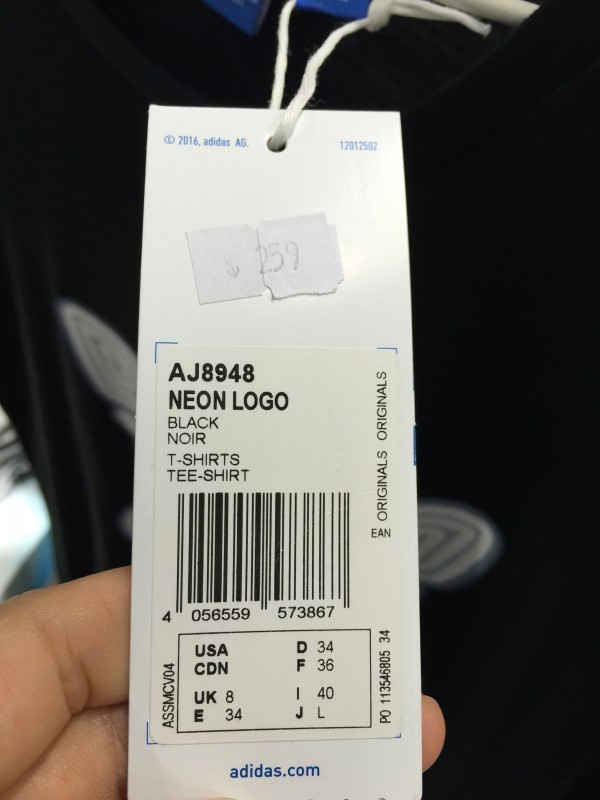 © 2016, adidas AG.
12012502
$ 259
AJ8948
NEON LOGO
BLACK
NOIR
T-SHIRTS
TEE-SHIRT
ORIGINALS ORIGINALS
EAN
4 056559 573867
ASSMCV04
USA D 34
CDN F 36
UK 8 I 40
E 34 J L
PO 113546805 34
adidas.com